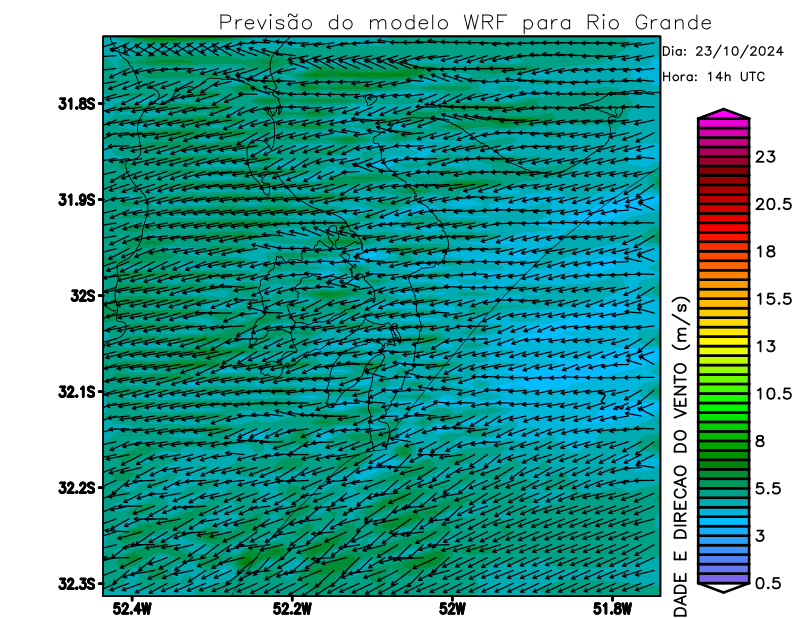 Previsão do modelo WRF para Rio Grande
Dia: 23/10/2024
Hora: 14h UTC
31.8S
31.9S
32S
32.1S
32.2S
32.3S
52.4W
52.2W
52W
51.8W
23
20.5
18
15.5
13
10.5
8
5.5
3
0.5
DADE E DIRECAO DO VENTO (m/s)